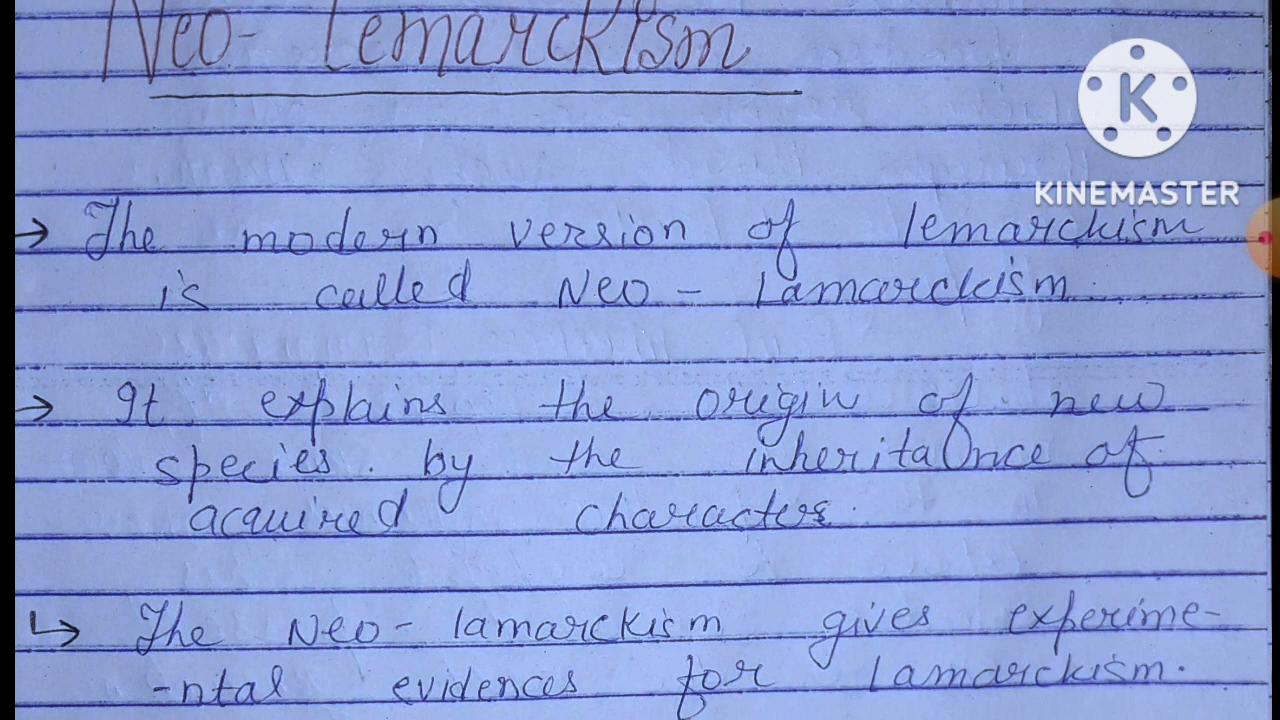 Neo- lemarckism
K
KINEMASTER
→ The modern version of lemarckism
is called Neo - Lamarckism.
→ It explains the origin of new
species. by the inheritance of
acquired characters.
↳ The Neo - lamarckism gives experime-
-ntal evidences for Lamarckism.